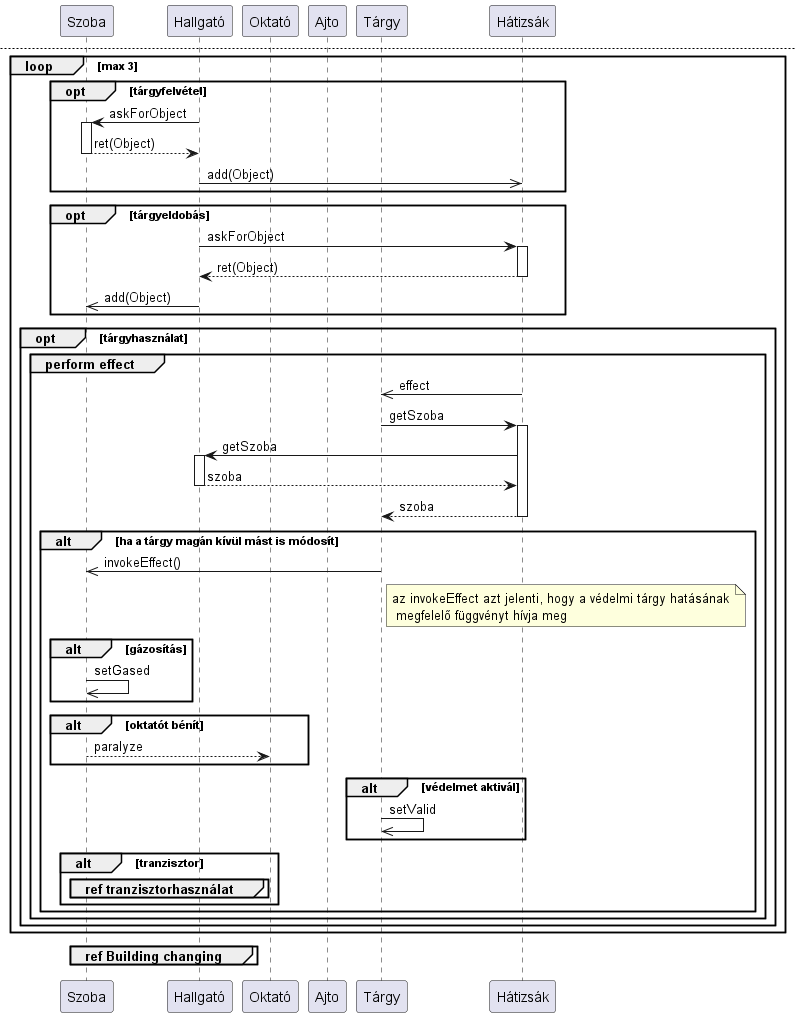 Szoba Hallgató Oktató Ajto Tárgy Hátizsák
loop [max 3]
opt [tárgyfelvétel]
askForObject
ret(Object)
add(Object)
opt [tárgyeldobás]
askForObject
ret(Object)
add(Object)
opt [tárgyhasználat]
perform effect
effect
getSzoba
getSzoba
szoba
szoba
alt [ha a tárgy magán kívül mást is módosít]
invokeEffect()
az invokeEffect azt jelenti, hogy a védelmi tárgy hatásának
megfelelő függvényt hívja meg
alt [gázosítás]
setGased
alt [oktatót bénít]
paralyze
alt [védelmet aktivál]
setValid
alt [tranzisztor]
ref tranzisztorhasználat
ref Building changing
Szoba Hallgató Oktató Ajto Tárgy Hátizsák